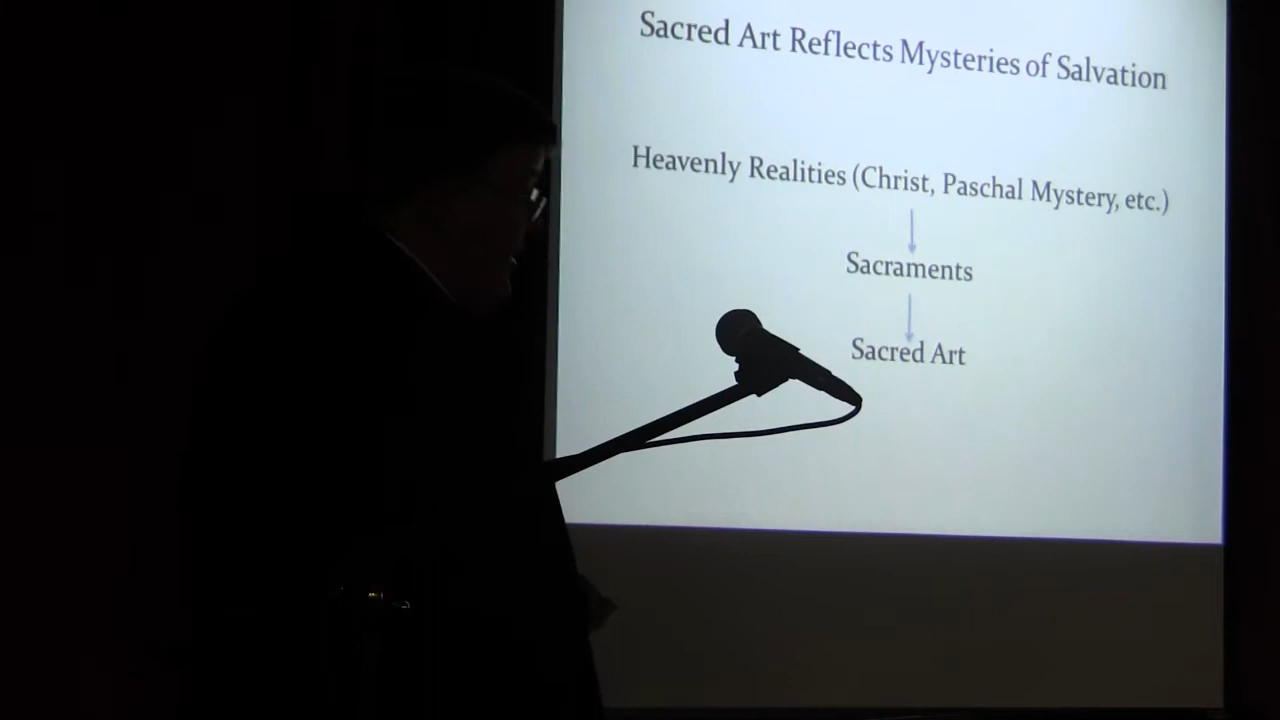 Sacred Art Reflects Mysteries of Salvation
Heavenly Realities (Christ, Paschal Mystery, etc.)
Sacraments
Sacred Art